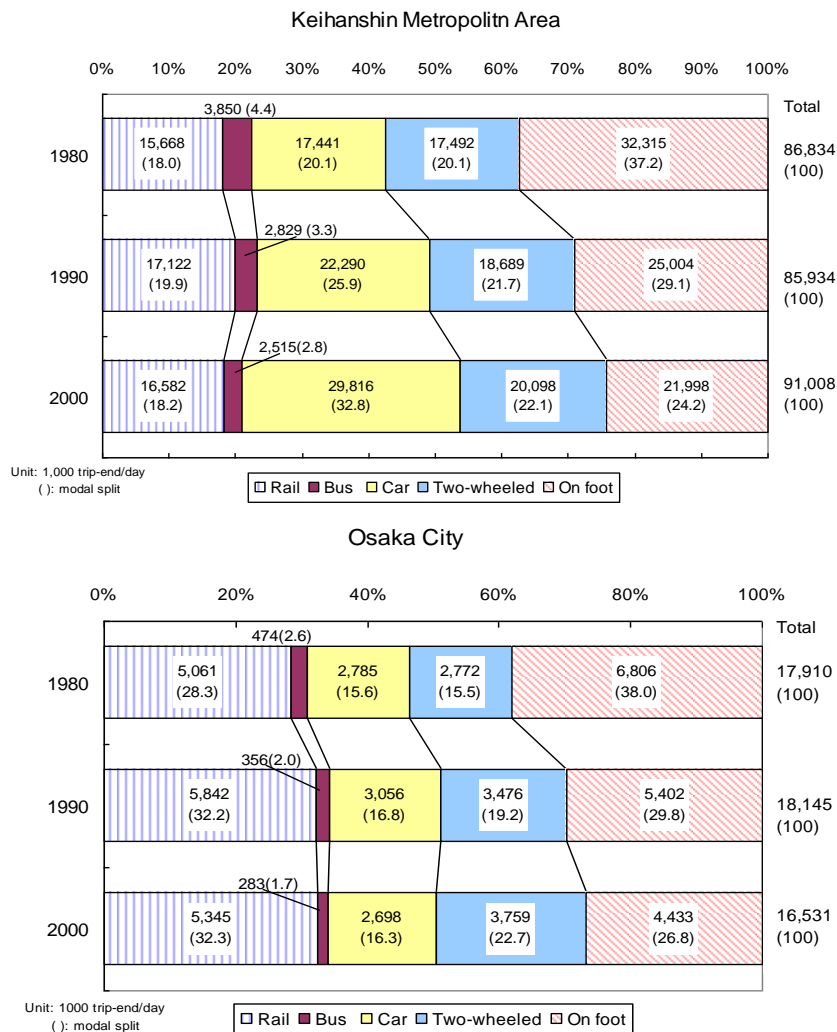 Keihanshin Metropolitn Area
0% 10% 20% 30% 40% 50% 60% 70% 80% 90% 100%
3,850 (4.4)
Total
1980
15,668 17,441 17,492 32,315 86,834
(18.0) (20.1) (20.1) (37.2) (100)
2,829 (3.3)
1990
17,122 22,290 18,689 25,004 85,934
(19.9) (25.9) (21.7) (29.1) (100)
2,515(2.8)
2000
16,582 29,816 20,098 21,998 91,008
(18.2) (32.8) (22.1) (24.2) (100)
Unit: 1,000 trip-end/day
( ): modal split
Rail Bus Car Two-wheeled On foot
Osaka City
0% 20% 40% 60% 80% 100%
474(2.6)
Total
1980
5,061 2,785 2,772 6,806 17,910
(28.3) (15.6) (15.5) (38.0) (100)
356(2.0)
1990
5,842 3,056 3,476 5,402 18,145
(32.2) (16.8) (19.2) (29.8) (100)
283(1.7)
2000
5,345 2,698 3,759 4,433 16,531
(32.3) (16.3) (22.7) (26.8) (100)
Unit: 1000 trip-end/day
( ): modal split
Rail Bus Car Two-wheeled On foot